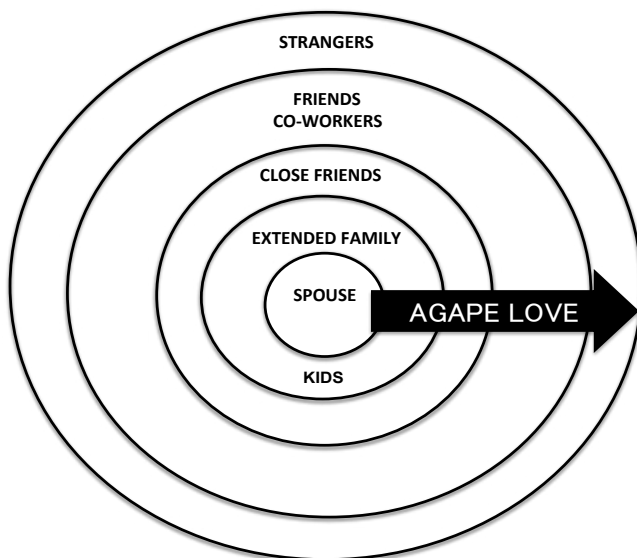 STRANGERS
FRIENDS
CO-WORKERS
CLOSE FRIENDS
EXTENDED FAMILY
SPOUSE
AGAPE LOVE
KIDS